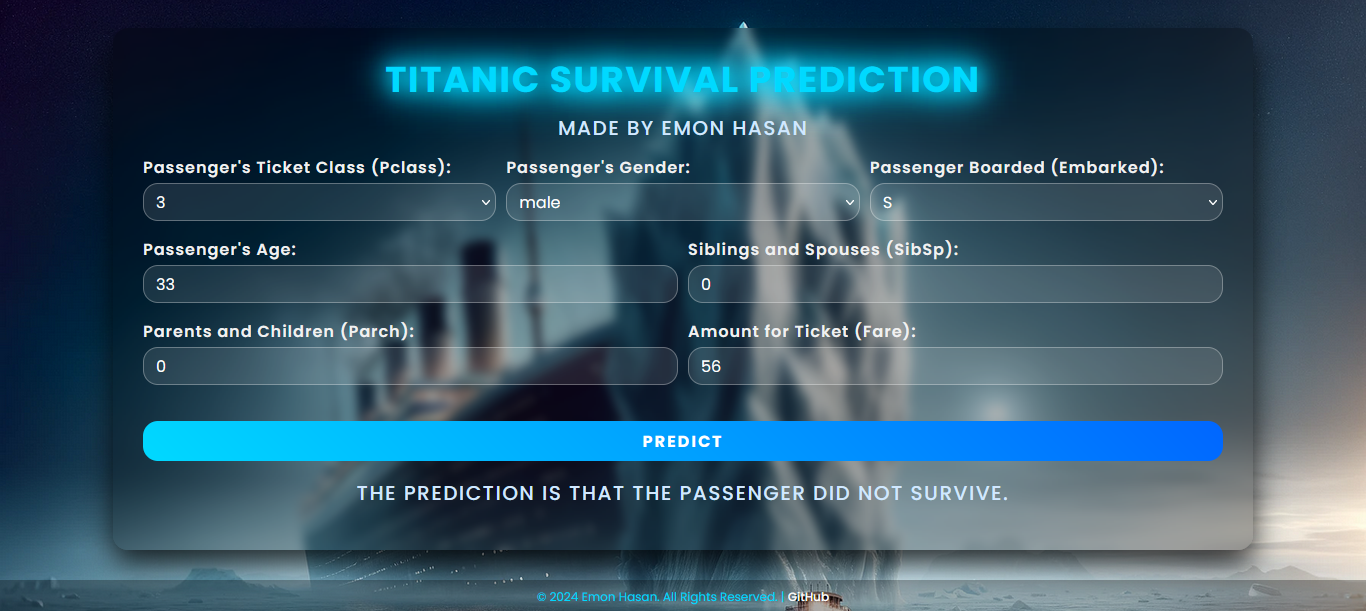 TITANIC SURVIVAL PREDICTION
MADE BY EMON HASAN
Passenger's Ticket Class (Pclass): Passenger's Gender: Passenger Boarded (Embarked):
3 male S
Passenger's Age: Siblings and Spouses (SibSp):
33 0
Parents and Children (Parch): Amount for Ticket (Fare):
0 56
PREDICT
THE PREDICTION IS THAT THE PASSENGER DID NOT SURVIVE.
© 2024 Emon Hasan. All Rights Reserved. | GitHub